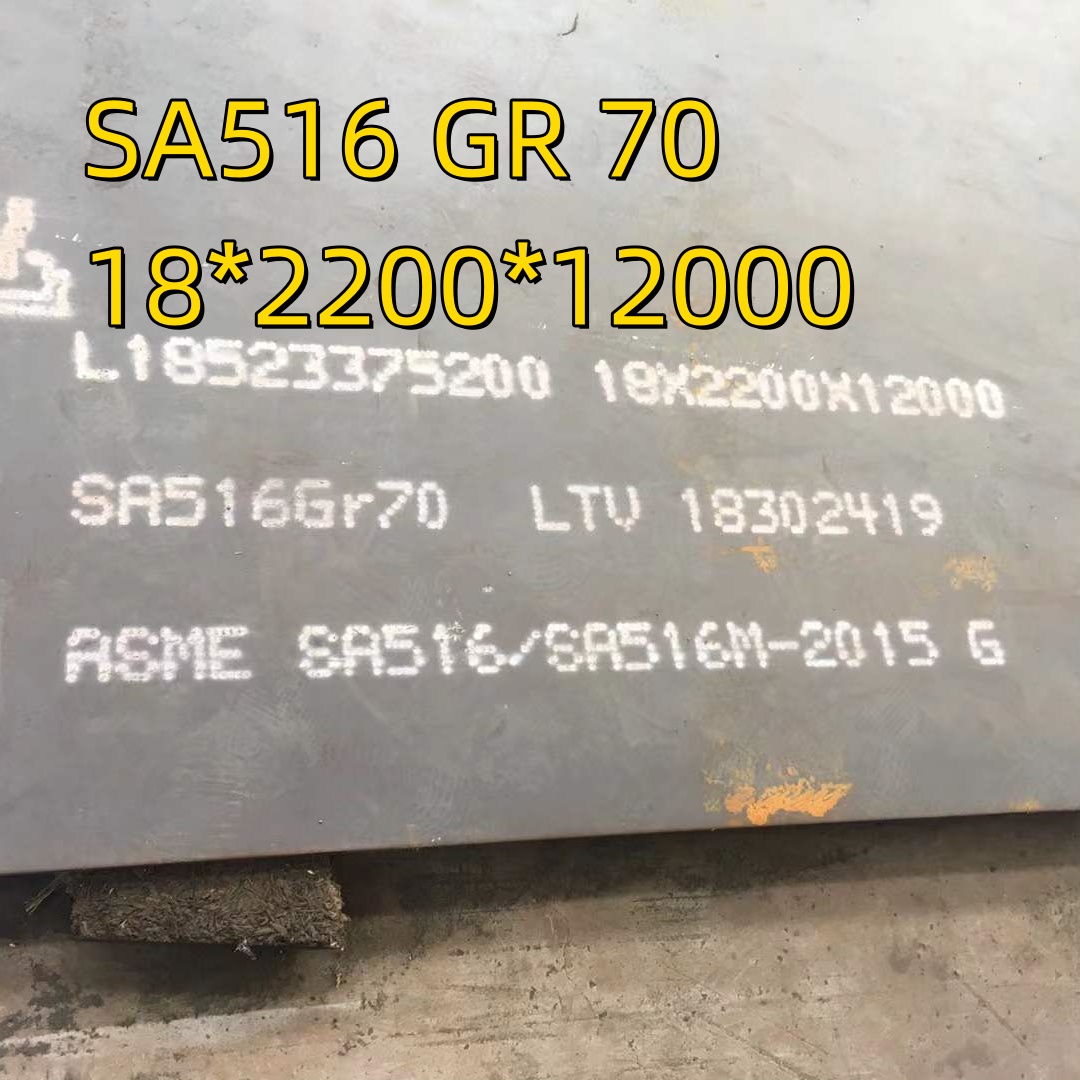 SA516 GR 70
18*2200*12000
L18523375200 18X2200X12000
SA516Gr70 LTV 18302419
ASME SA516/SA516M-2015 G